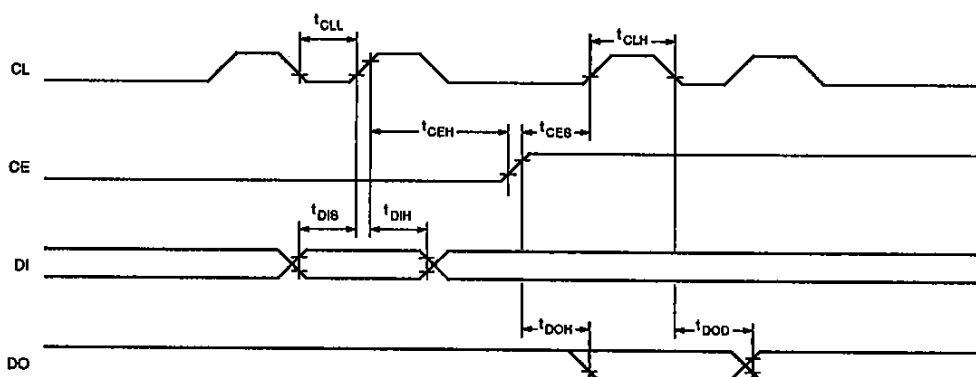 tCLL
tCLH
CL
tCEH
tCES
CE
tDIS
tDIH
DI
tDOH
tDOD
DO